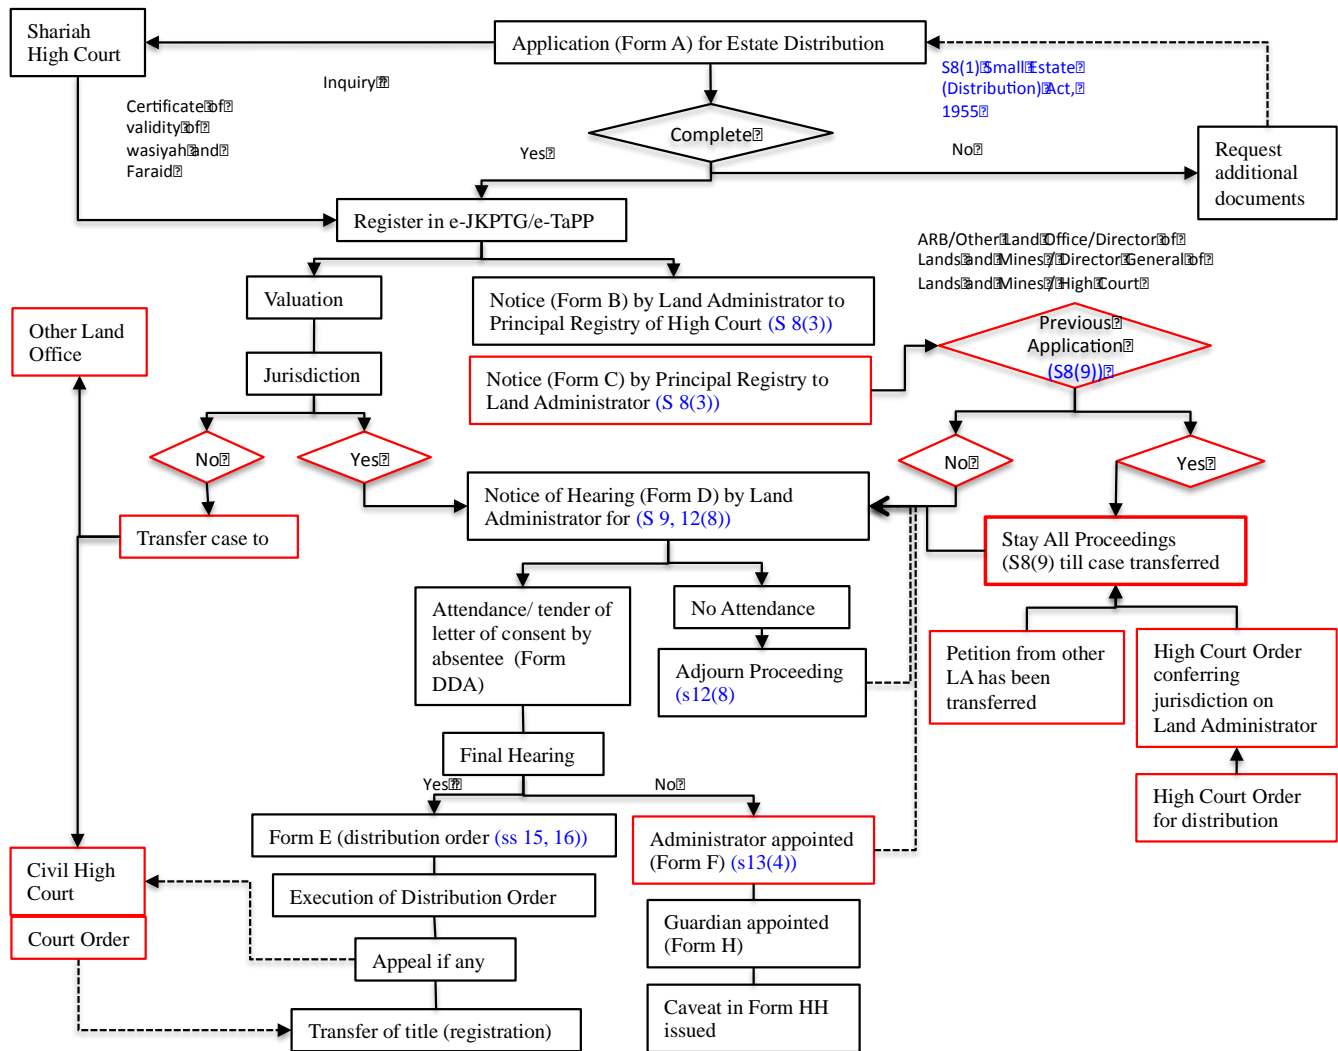 Shariah
High Court
Application (Form A) for Estate Distribution
Inquiry
S8(1) Small Estate
(Distribution) Act,
1955
Certificate of
validity of
wasiyah and
Faraid
Complete
Yes
No
Request
additional
documents
Register in e-JKPTG/e-TaPP
ARB/Other Land Office/Director of
Lands and Mines / Director General of
Lands and Mines / High Court
Valuation
Notice (Form B) by Land Administrator to
Principal Registry of High Court (S 8(3))
Other Land
Office
Previous
Application
(S8(9))
Jurisdiction
Notice (Form C) by Principal Registry to
Land Administrator (S 8(3))
No
Yes
No
Yes
Notice of Hearing (Form D) by Land
Administrator for (S 9, 12(8))
Transfer case to
Stay All Proceedings
(S8(9) till case transferred
Attendance/ tender of
letter of consent by
absentee (Form
DDA)
No Attendance
Adjourn Proceeding
(s12(8)
Petition from other
LA has been
transferred
High Court Order
conferring
jurisdiction on
Land Administrator
Final Hearing
Yes
No
High Court Order
for distribution
Form E (distribution order (ss 15, 16))
Administrator appointed
(Form F) (s13(4))
Civil High
Court
Execution of Distribution Order
Court Order
Guardian appointed
(Form H)
Appeal if any
Transfer of title (registration)
Caveat in Form HH
issued